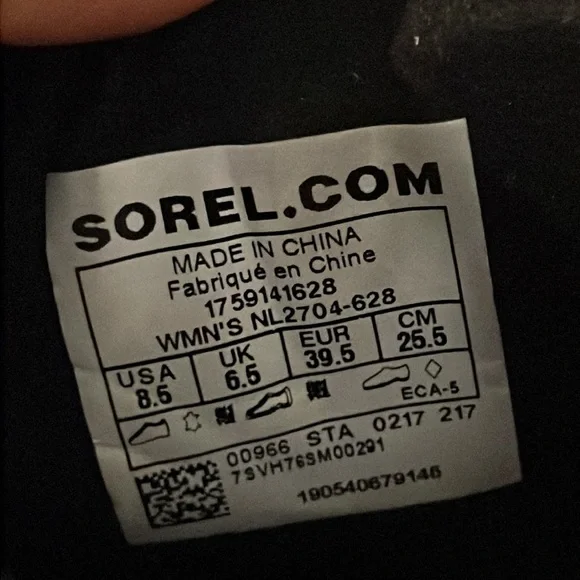 SOREL.COM
MADE IN CHINA
Fabriqué en Chine
1759141628
WMN'S NL2704-628
USA 8.5 UK 6.5 EUR 39.5 CM 25.5
ECA-5
00966 STA 0217 217
7SVH76SM00291
190540679146